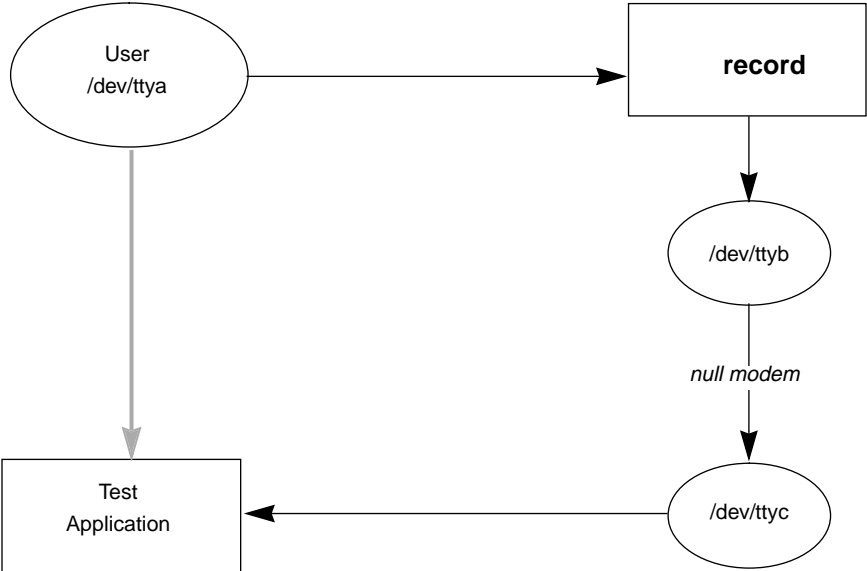 User
/dev/ttya
record
/dev/ttyb
null modem
Test
Application
/dev/ttyc